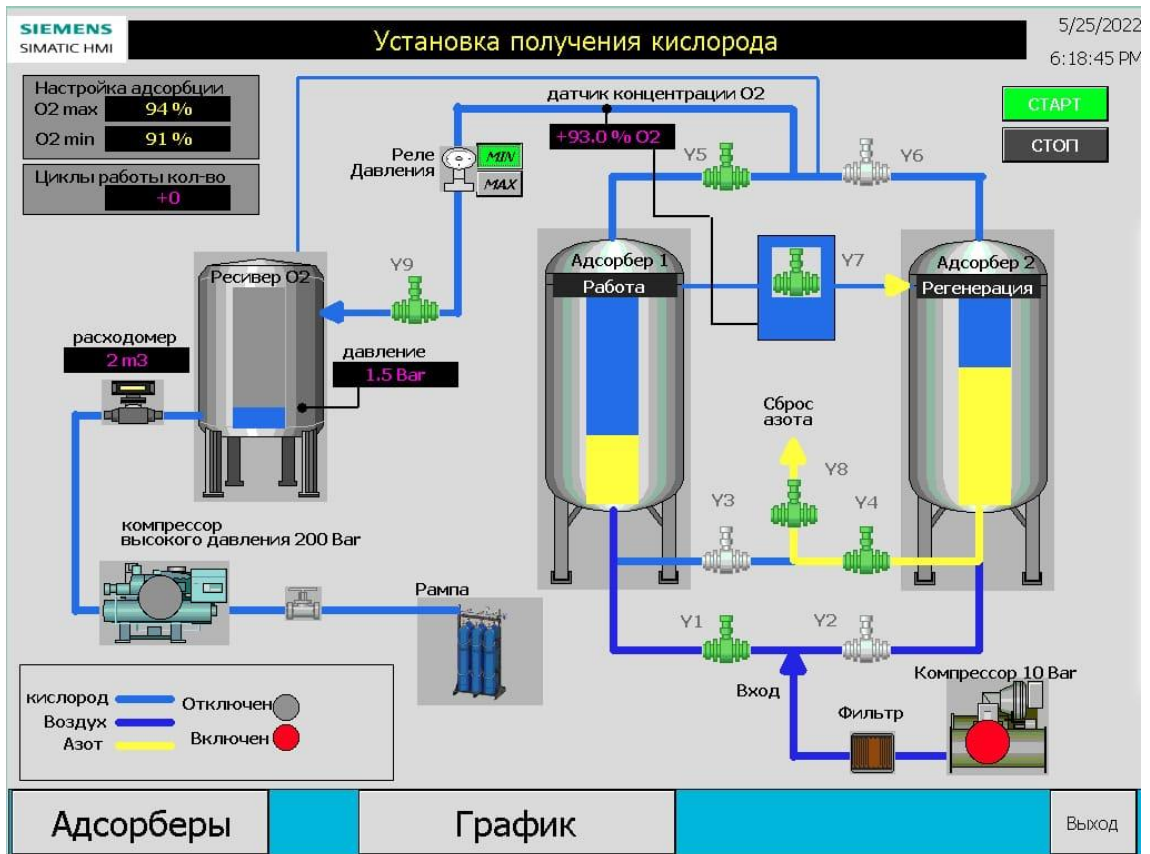 SIEMENS
SIMATIC HMI
Установка получения кислорода
5/25/2022
6:18:45 PM
Настройка адсорбции
O2 max 94 %
O2 min 91 %
Циклы работы кол-во
+0
датчик концентрации O2
+93.0 % O2
СТАРТ
СТОП
Реле
Давления
MIN
MAX
Y5
Y6
Ресивер O2
Y9
Адсорбер 1
Работа
Y7
Адсорбер 2
Регенерация
расходомер
2 m3
давление
1.5 Bar
Сброс
азота
Y8
Y3
Y4
компрессор
высокого давления 200 Bar
Рампа
Y1
Y2
Вход
Компрессор 10 Bar
Фильтр
кислород
Воздух
Азот
Отключен
Включен
Адсорберы
График
Выход